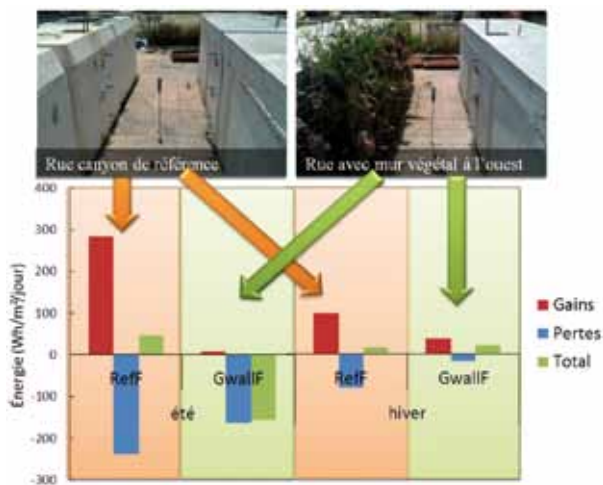 Rue canyon de référence
Rue avec mur végétal à l'ouest
400
300
200
100
0
-100
-200
-300
Énergie (Wh/m²/jour)
RefF
GwallF
RefF
GwallF
été
hiver
Gains
Pertes
Total